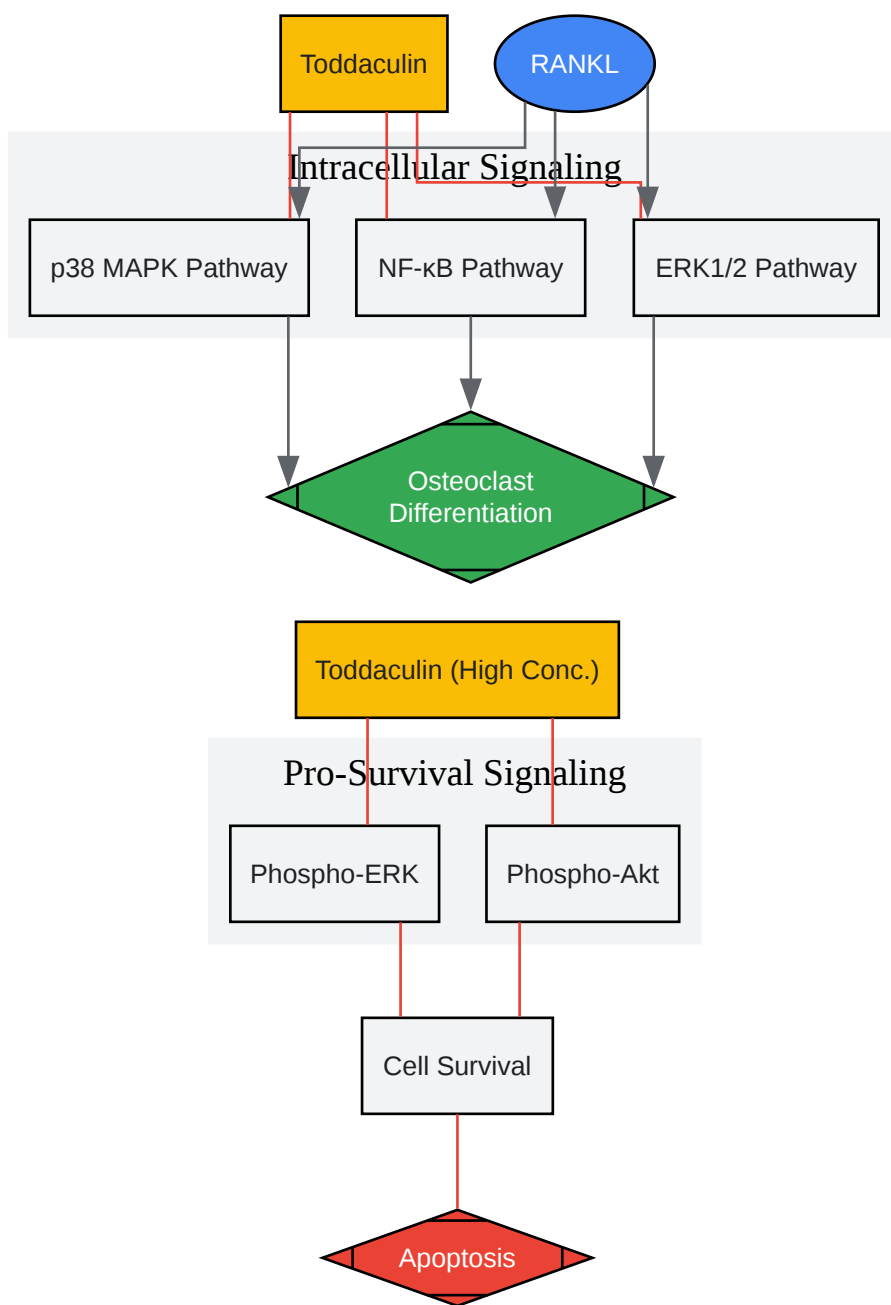 Toddaculin
RANKL
Intracellular Signaling
p38 MAPK Pathway
NF-κB Pathway
ERK1/2 Pathway
Osteoclast
Differentiation
Toddaculin (High Conc.)
Pro-Survival Signaling
Phospho-ERK
Phospho-Akt
Cell Survival
Apoptosis